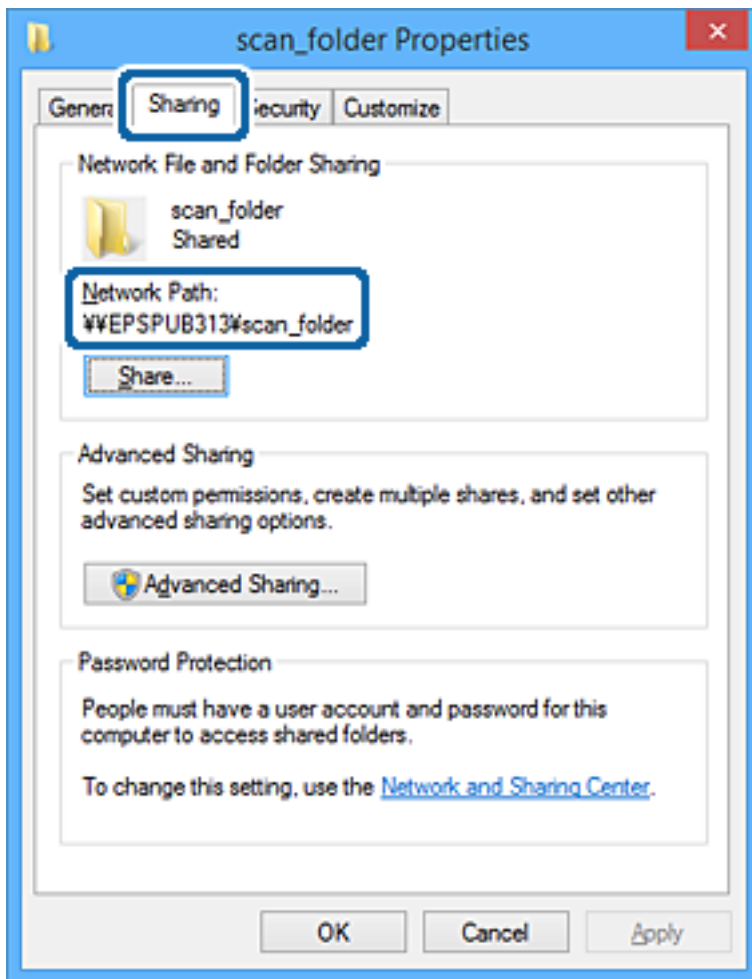 scan_folder Properties
General Sharing Security Customize
Network File and Folder Sharing
scan_folder
Shared
Network Path:
¥¥EPSPUB313¥scan_folder
Share...
Advanced Sharing
Set custom permissions, create multiple shares, and set other
advanced sharing options.
Advanced Sharing...
Password Protection
People must have a user account and password for this
computer to access shared folders.
To change this setting, use the Network and Sharing Center.
OK Cancel Apply